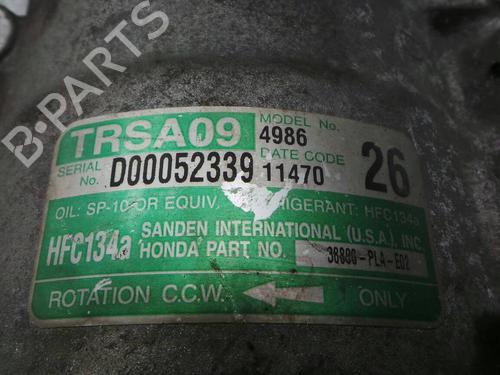 B-PARTS
TRSA09
MODEL No.
4986
SERIAL No.
D00052339
DATE CODE
11470
26
OIL: SP-10 OR EQUIV.
REFRIGERANT: HFC134a
HFC134a
SANDEN INTERNATIONAL (U.S.A.), INC.
HONDA PART NO.
38800-PLA-E02
ROTATION C.C.W.
ONLY